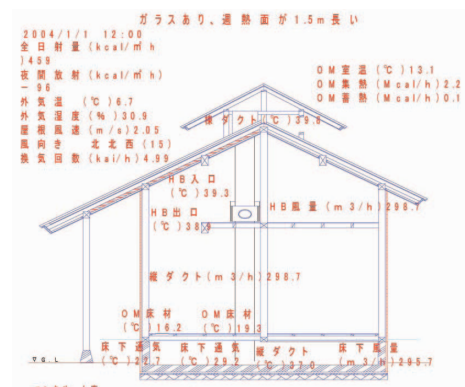 ガラスあり、週熱面が1.5m長い
2004/1/1 12:00
全日射量(kcal/㎡h
)459
夜間放射(kcal/㎡h)
－96
外気温 (℃)6.7
外気湿度(%)30.9
屋根風速(m/s)2.05
風向き 北北西(15)
換気回数(kai/h)4.99
OM室温(℃)13.1
OM集熱(Mcal/h)2.2
OM蓄熱(Mcal/h)0.1
棟ダクト(℃)39.8
HB入口
(℃)39.3
HB出口
(℃)38.9
HB風量(m3/h)298.7
縦ダクト(m3/h)298.7
OM床材
(℃)16.2
OM床材
(℃)19.3
床下通気
(℃)22.7
床下通気
(℃)29.2
縦ダクト
(℃)37.0
床下風量
(m3/h)295.7
▽G.L